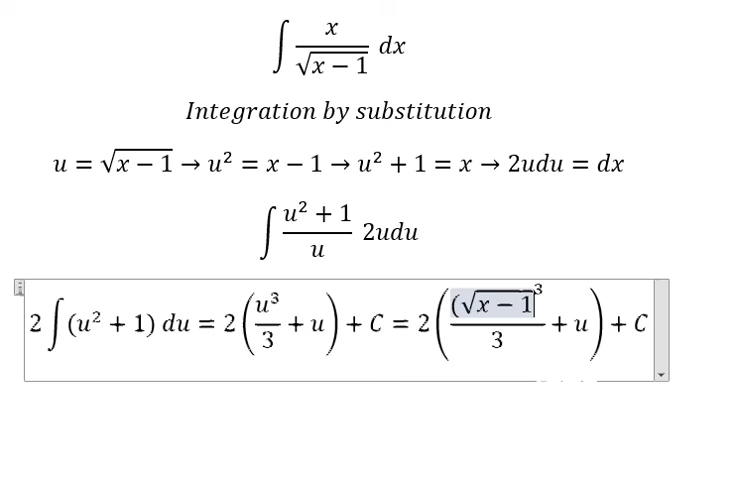 ∫ x/√(x − 1) dx
Integration by substitution
u = √(x − 1) → u² = x − 1 → u² + 1 = x → 2udu = dx
∫ (u² + 1)/u 2udu
2 ∫ (u² + 1) du = 2 (u³/3 + u) + C = 2 ((√(x − 1)³/3 + u) + C